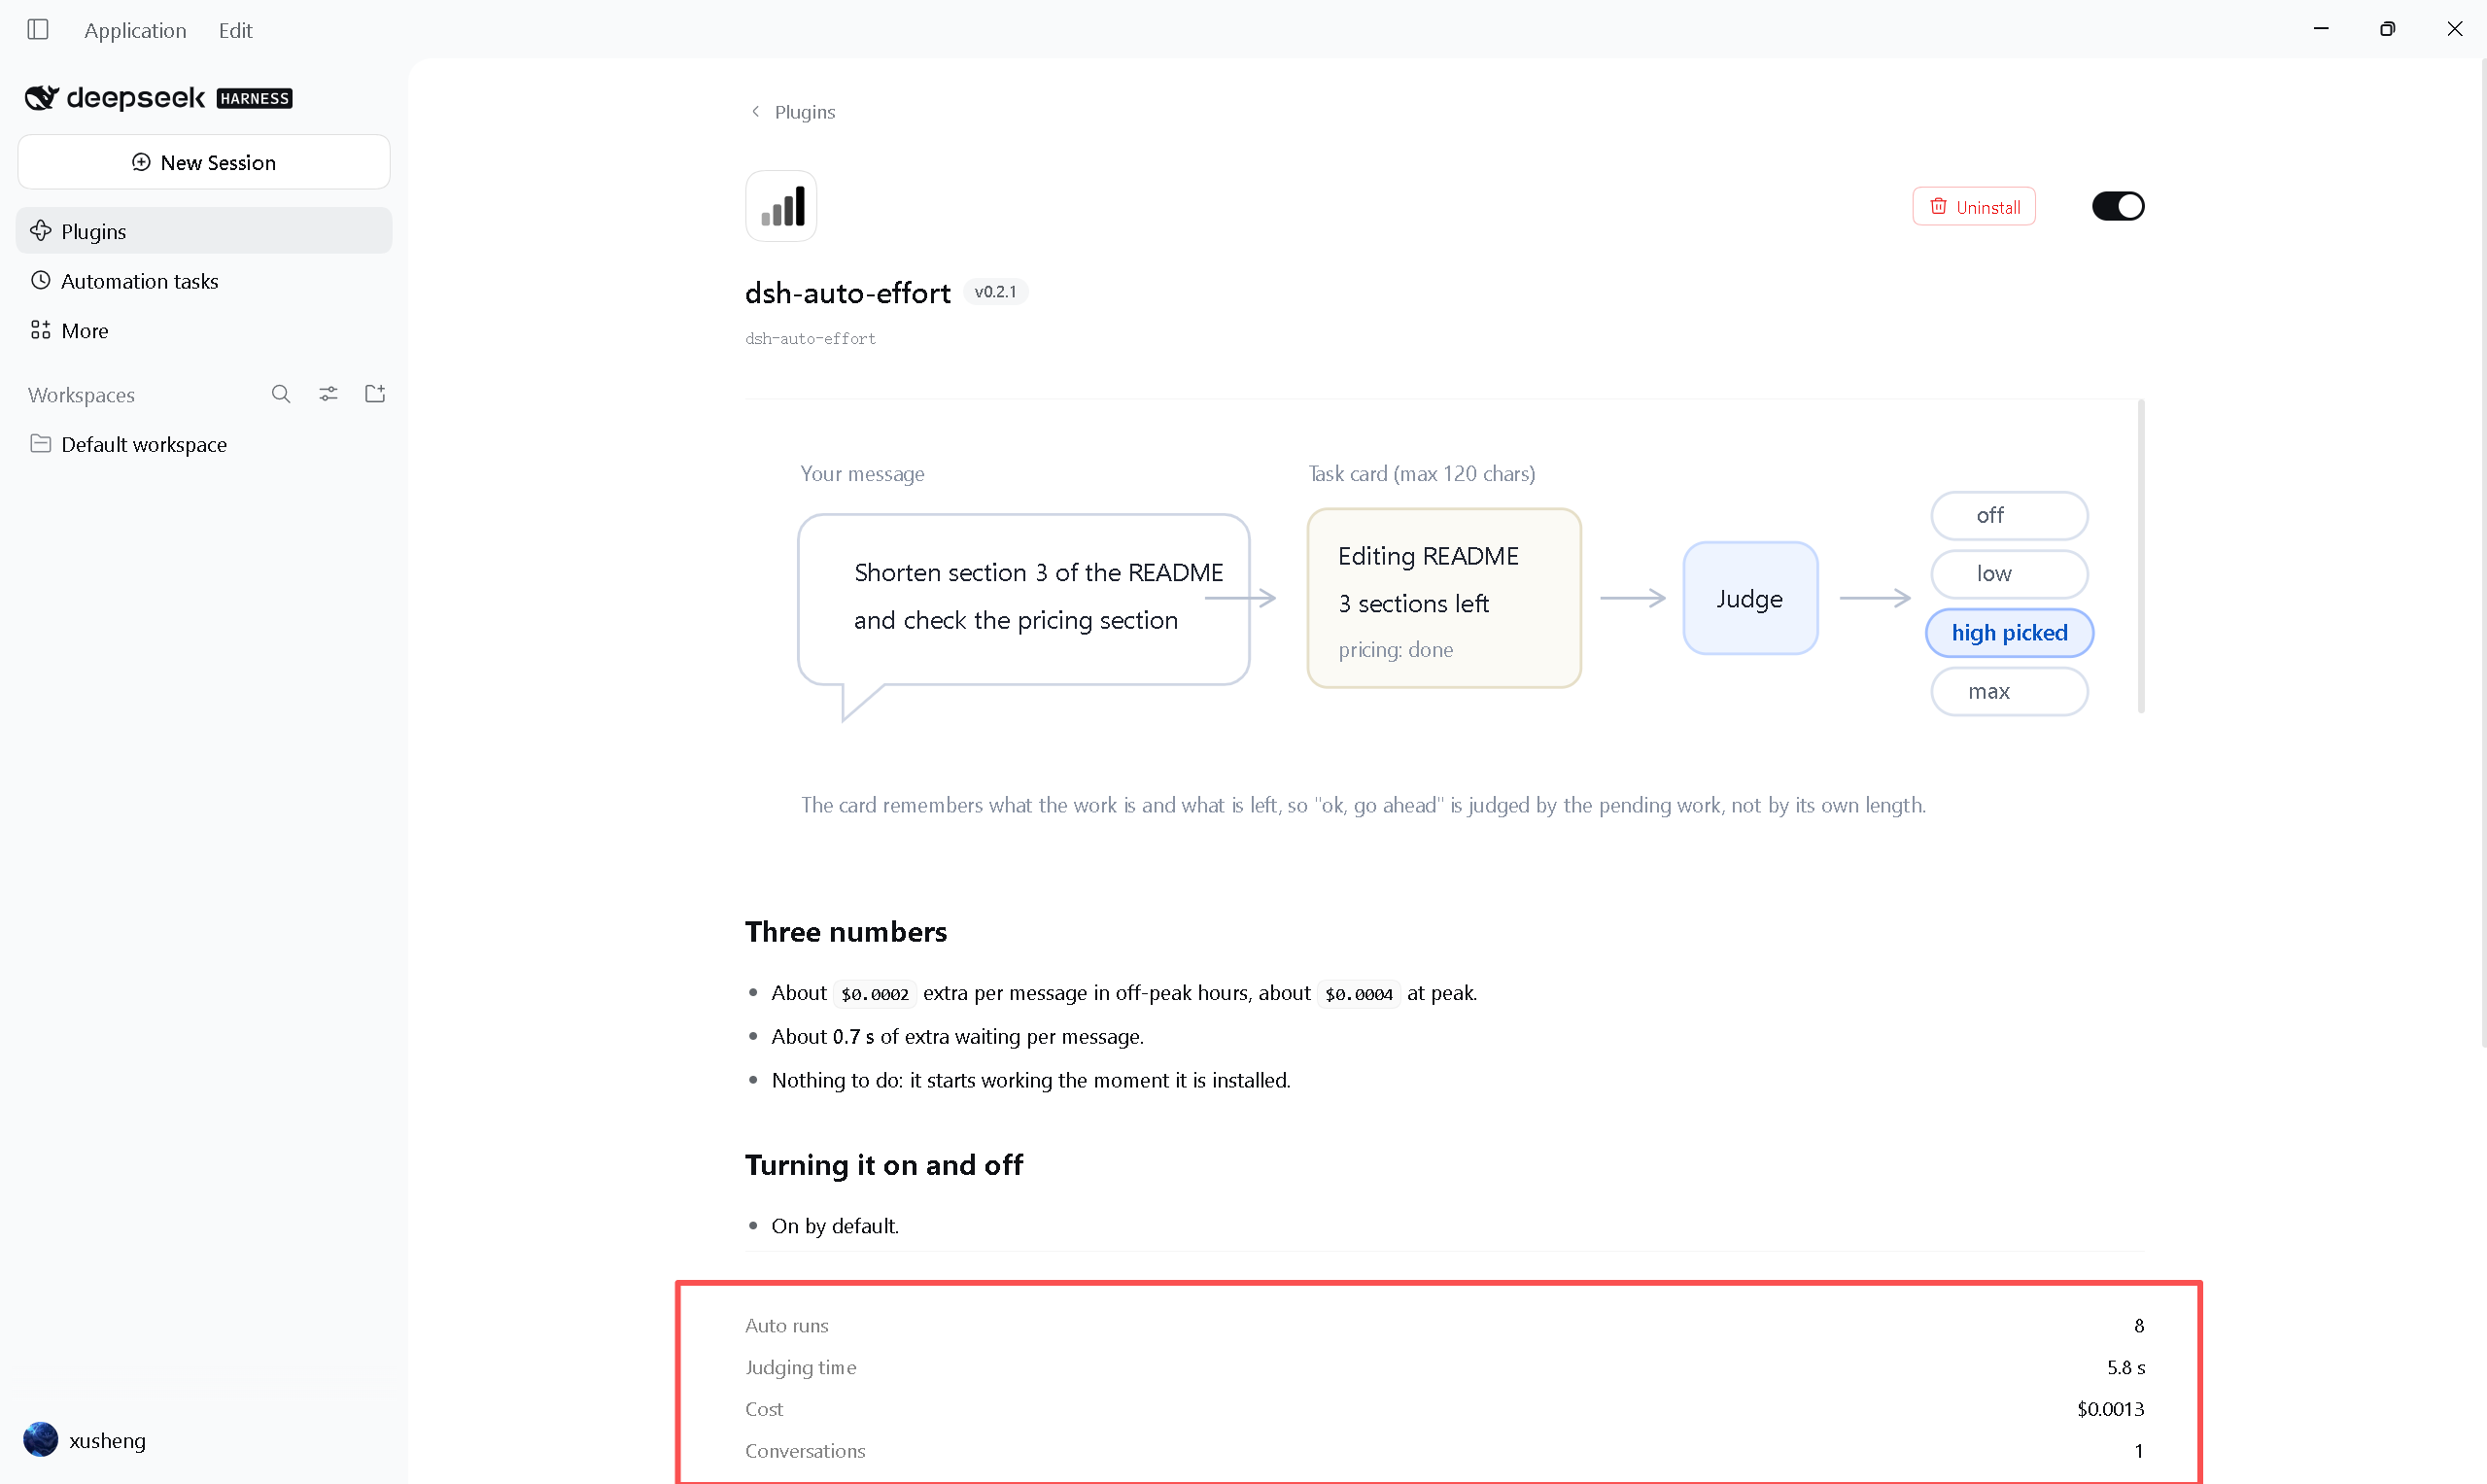 Application Edit
deepseek HARNESS
New Session
Plugins
Automation tasks
More
Workspaces
Default workspace
xusheng
Plugins
Uninstall
dsh-auto-effort v0.2.1
dsh-auto-effort
Your message
Shorten section 3 of the README
and check the pricing section
Task card (max 120 chars)
Editing README
3 sections left
pricing: done
Judge
off
low
high picked
max
The card remembers what the work is and what is left, so "ok, go ahead" is judged by the pending work, not by its own length.
Three numbers
About $0.0002 extra per message in off-peak hours, about $0.0004 at peak.
About 0.7 s of extra waiting per message.
Nothing to do: it starts working the moment it is installed.
Turning it on and off
On by default.
Auto runs 8
Judging time 5.8 s
Cost $0.0013
Conversations 1